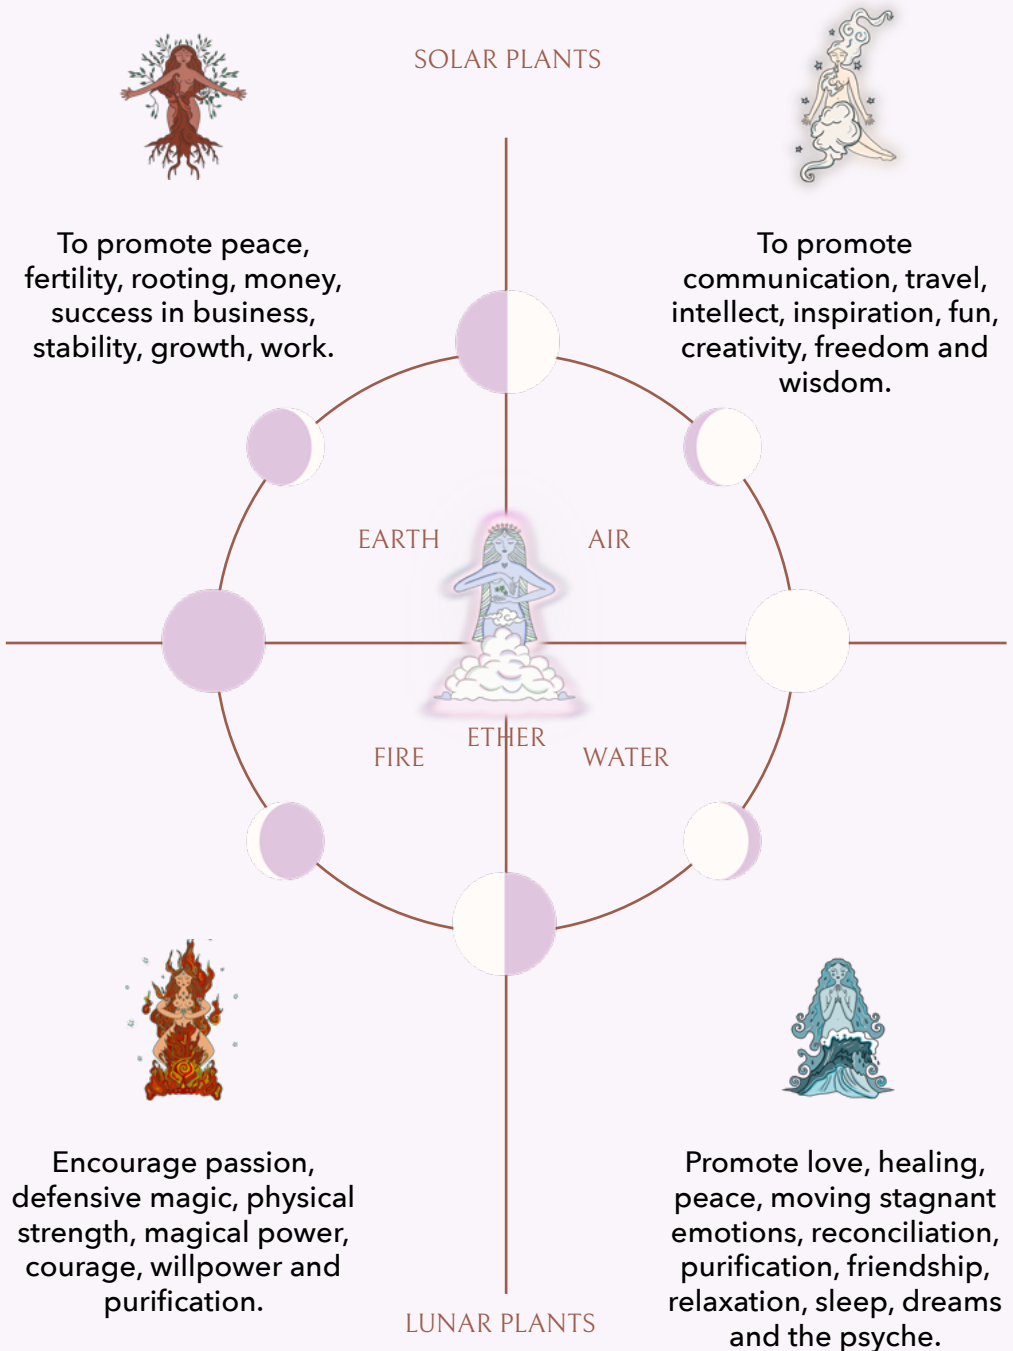 SOLAR PLANTS
To promote peace,
fertility, rooting, money,
success in business,
stability, growth, work.
To promote
communication, travel,
intellect, inspiration, fun,
creativity, freedom and
wisdom.
EARTH
AIR
ETHER
FIRE
WATER
Encourage passion,
defensive magic, physical
strength, magical power,
courage, willpower and
purification.
Promote love, healing,
peace, moving stagnant
emotions, reconciliation,
purification, friendship,
relaxation, sleep, dreams
and the psyche.
LUNAR PLANTS